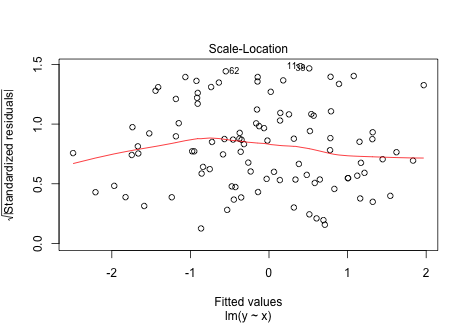 Scale-Location
√|Standardized residuals|
1.5
1.0
0.5
0.0
62
-2
-1
0
1
2
Fitted values
lm(y ~ x)